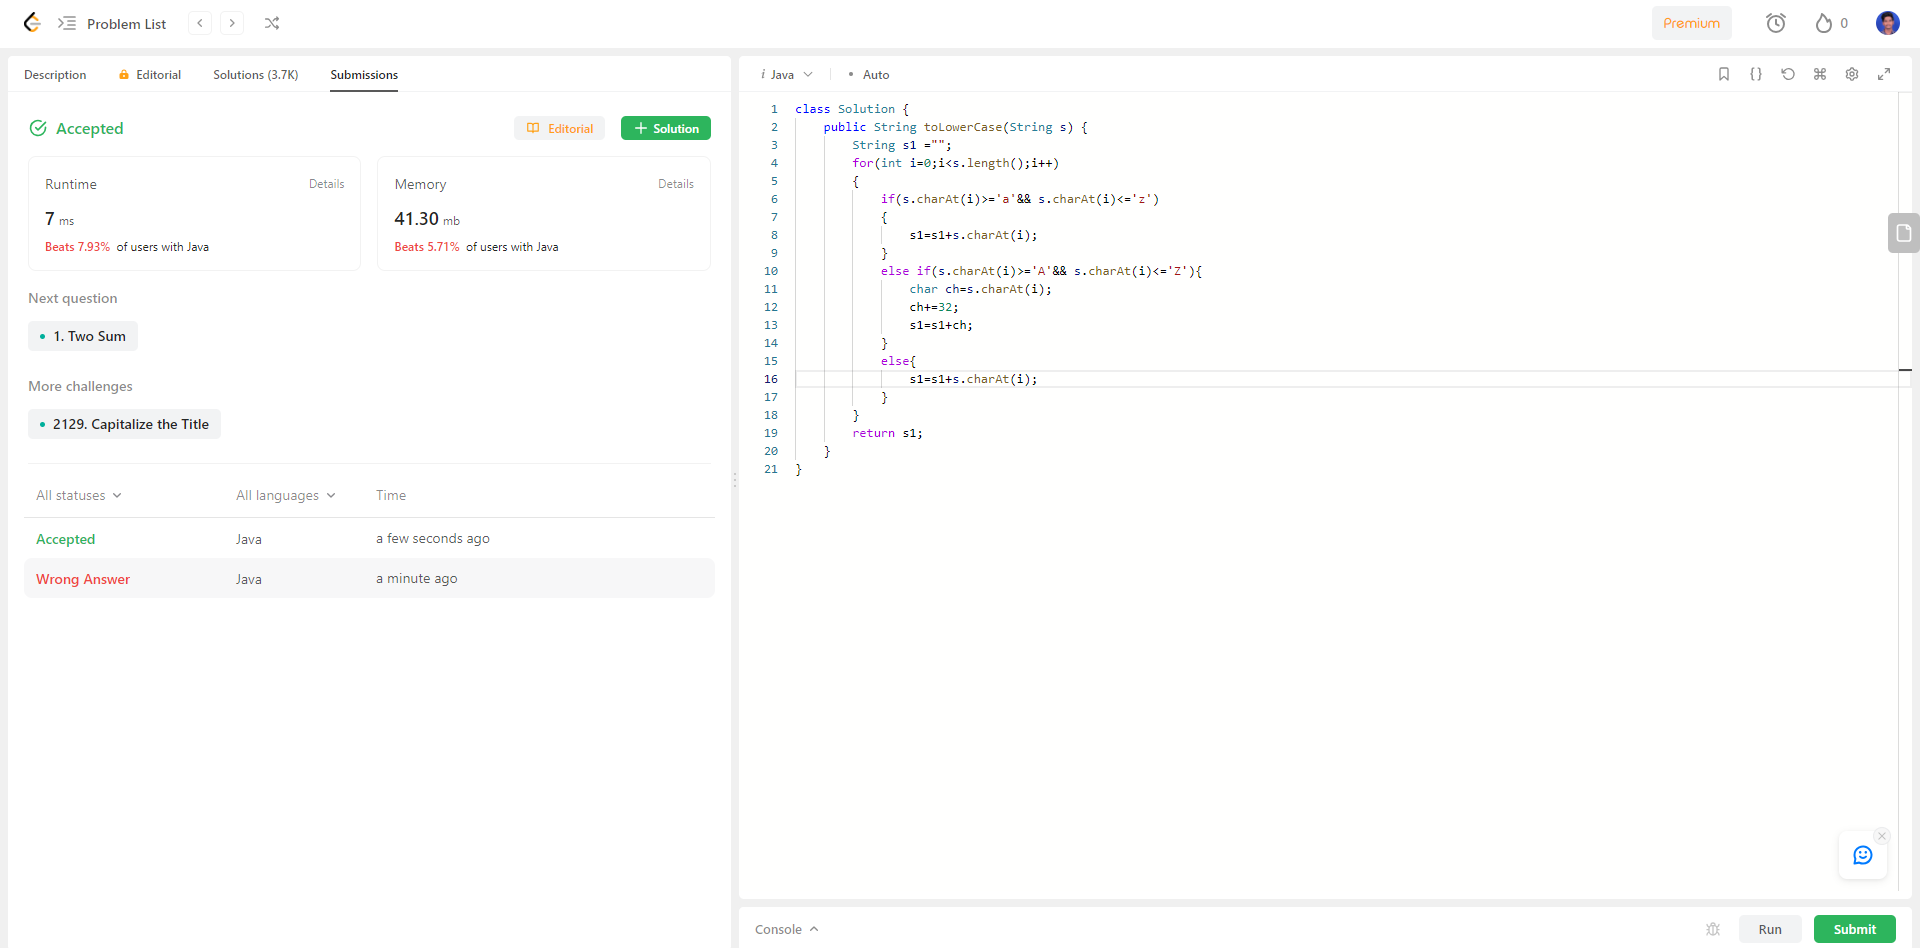 Problem List
Premium
0
Description
Editorial
Solutions (3.7K)
Submissions
Accepted
Editorial
Solution
Runtime
Details
7 ms
Beats 7.93% of users with Java
Memory
Details
41.30 mb
Beats 5.71% of users with Java
Next question
1. Two Sum
More challenges
2129. Capitalize the Title
All statuses
All languages
Time
Accepted
Java
a few seconds ago
Wrong Answer
Java
a minute ago
i Java
Auto
1 class Solution {
2     public String toLowerCase(String s) {
3         String s1 ="";
4         for(int i=0;i<s.length();i++)
5         {
6             if(s.charAt(i)>='a'&& s.charAt(i)<='z')
7             {
8                 s1=s1+s.charAt(i);
9             }
10             else if(s.charAt(i)>='A'&& s.charAt(i)<='Z'){
11                 char ch=s.charAt(i);
12                 ch+=32;
13                 s1=s1+ch;
14             }
15             else{
16                 s1=s1+s.charAt(i);
17             }
18         }
19         return s1;
20     }
21 }
Console
Run
Submit